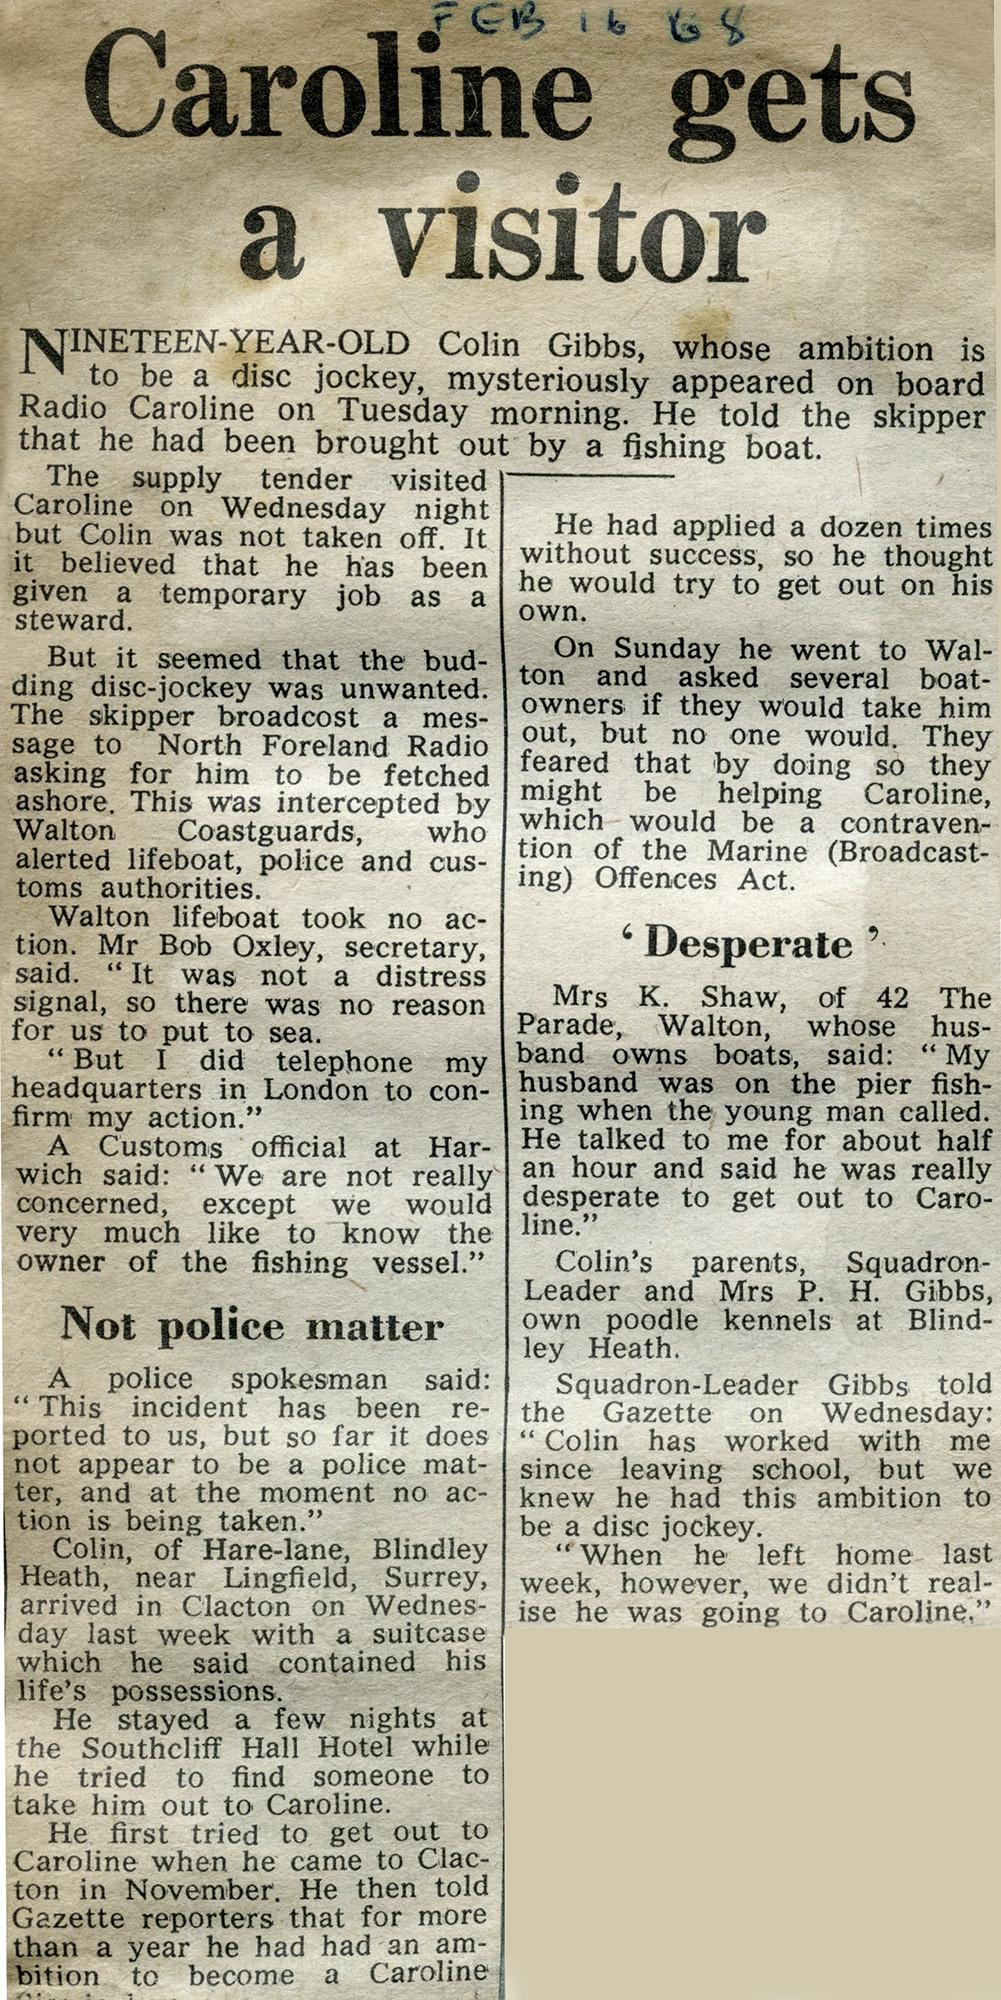 FEB 16 68
Caroline gets
a visitor
NINETEEN-YEAR-OLD Colin Gibbs, whose ambition is
to be a disc jockey, mysteriously appeared on board
Radio Caroline on Tuesday morning. He told the skipper
that he had been brought out by a fishing boat.
The supply tender visited
Caroline on Wednesday night
but Colin was not taken off. It
it believed that he has been
given a temporary job as a
steward.
But it seemed that the bud-
ding disc-jockey was unwanted.
The skipper broadcost a mes-
sage to North Foreland Radio
asking for him to be fetched
ashore. This was intercepted by
Walton Coastguards, who
alerted lifeboat, police and cus-
toms authorities.
Walton lifeboat took no ac-
tion. Mr Bob Oxley, secretary,
said. “It was not a distress
signal, so there was no reason
for us to put to sea.
“But I did telephone my
headquarters in London to con-
firm my action.”
A Customs official at Har-
wich said: “We are not really
concerned, except we would
very much like to know the
owner of the fishing vessel.”
Not police matter
A police spokesman said:
“This incident has been re-
ported to us, but so far it does
not appear to be a police mat-
ter, and at the moment no ac-
tion is being taken.”
Colin, of Hare-lane, Blindley
Heath, near Lingfield, Surrey,
arrived in Clacton on Wednes-
day last week with a suitcase
which he said contained his
life's possessions.
He stayed a few nights at
the Southcliff Hall Hotel while
he tried to find someone to
take him out to Caroline.
He first tried to get out to
Caroline when he came to Clac-
ton in November. He then told
Gazette reporters that for more
than a year he had had an am-
bition to become a Caroline
He had applied a dozen times
without success, so he thought
he would try to get out on his
own.
On Sunday he went to Wal-
ton and asked several boat-
owners if they would take him
out, but no one would. They
feared that by doing so they
might be helping Caroline,
which would be a contraven-
tion of the Marine (Broadcast-
ing) Offences Act.
‘Desperate’
Mrs K. Shaw, of 42 The
Parade, Walton, whose hus-
band owns boats, said: “My
husband was on the pier fish-
ing when the young man called.
He talked to me for about half
an hour and said he was really
desperate to get out to Caro-
line.”
Colin's parents, Squadron-
Leader and Mrs P. H. Gibbs,
own poodle kennels at Blind-
ley Heath.
Squadron-Leader Gibbs told
the Gazette on Wednesday:
“Colin has worked with me
since leaving school, but we
knew he had this ambition to
be a disc jockey.
“When he left home last
week, however, we didn't real-
ise he was going to Caroline.”